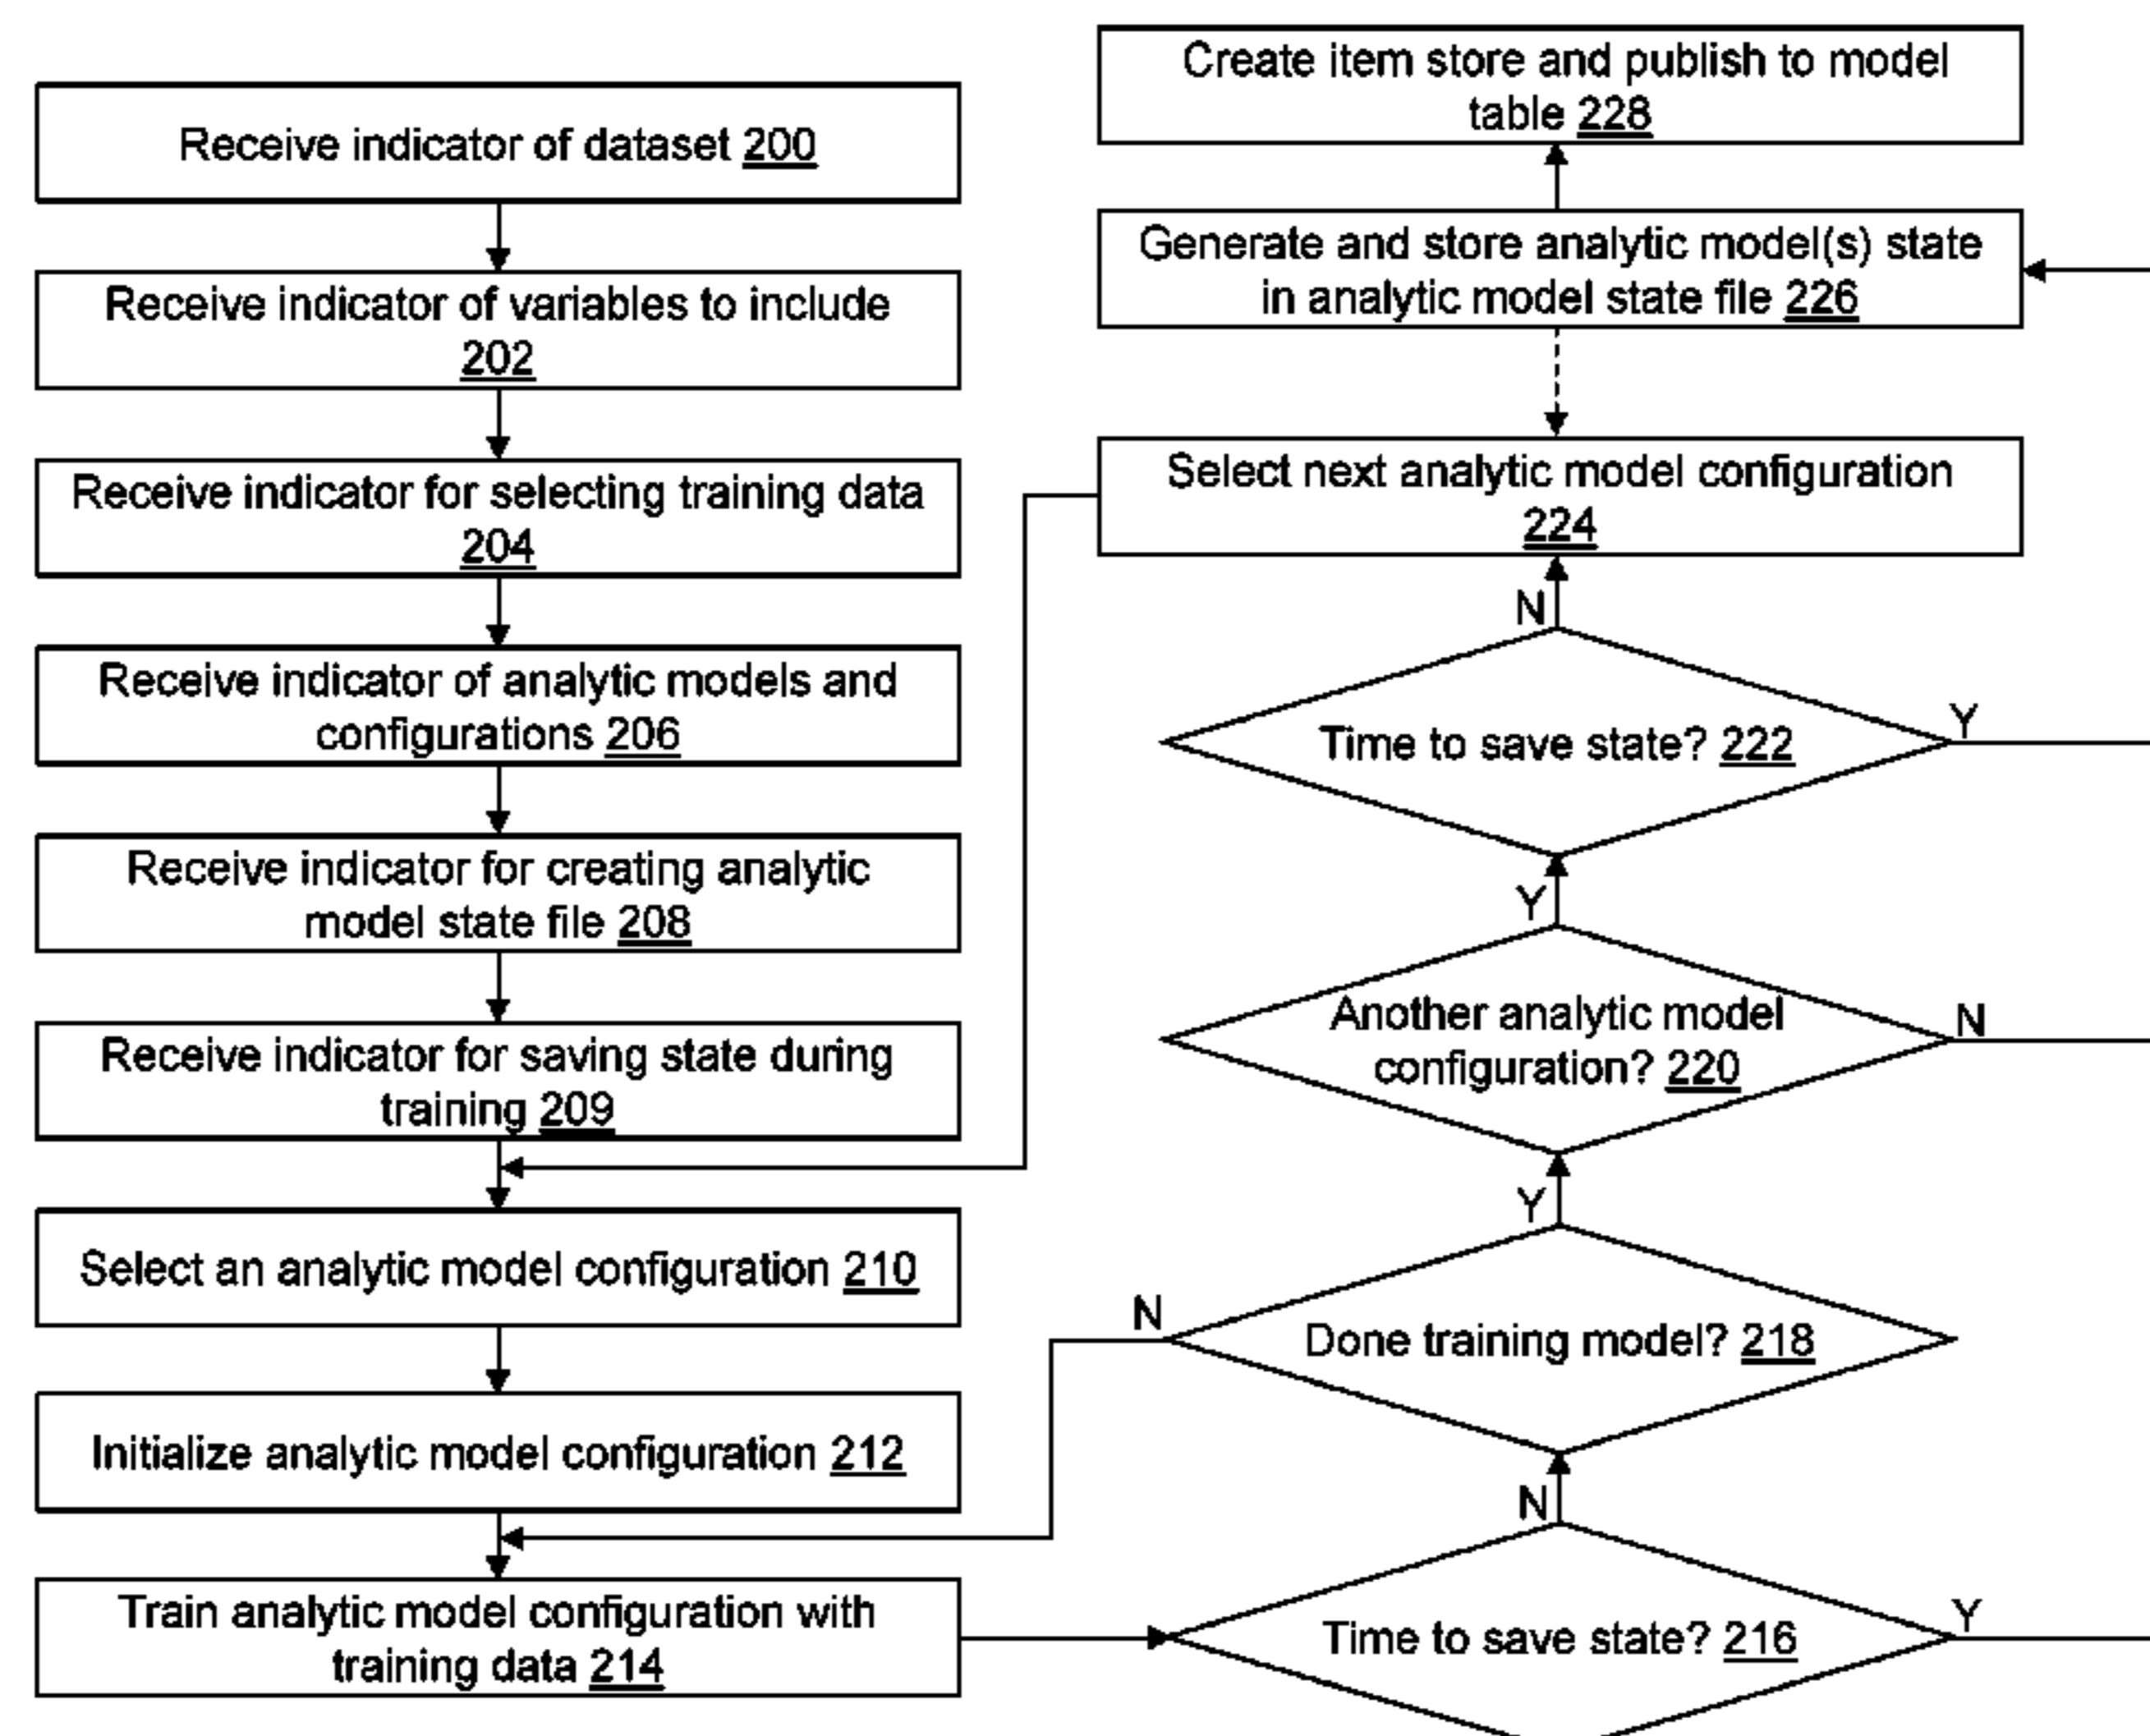 Receive indicator of dataset 200
Receive indicator of variables to include
202
Receive indicator for selecting training data
204
Receive indicator of analytic models and
configurations 206
Receive indicator for creating analytic
model state file 208
Receive indicator for saving state during
training 209
Select an analytic model configuration 210
Initialize analytic model configuration 212
Train analytic model configuration with
training data 214
Create item store and publish to model
table 228
Generate and store analytic model(s) state
in analytic model state file 226
Select next analytic model configuration
224
N
Y
Time to save state? 222
Y
Another analytic model
configuration? 220
N
Y
N
Done training model? 218
N
Y
Time to save state? 216